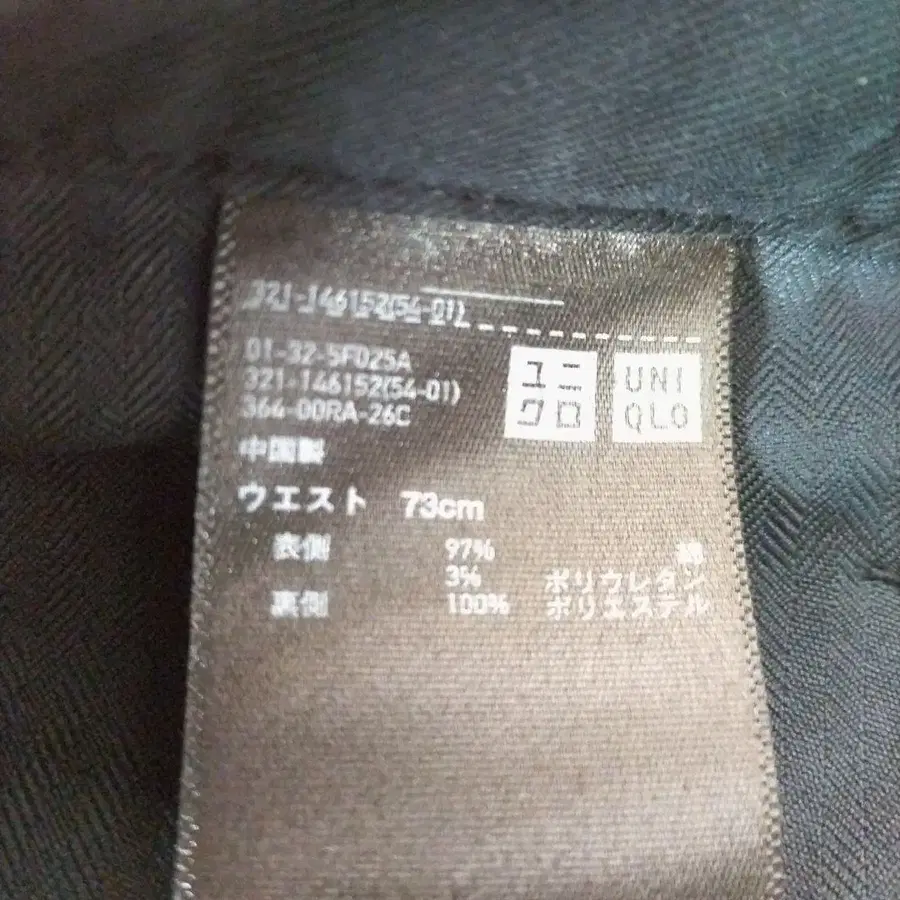 321-146152(54-01)
01-32-5F025A
321-146152(54-01)
364-00RA-26C
ユニ
クロ
UNI
QLO
中国製
ウエスト 73cm
表側 97% 綿
3% ポリウレタン
裏側 100% ポリエステル